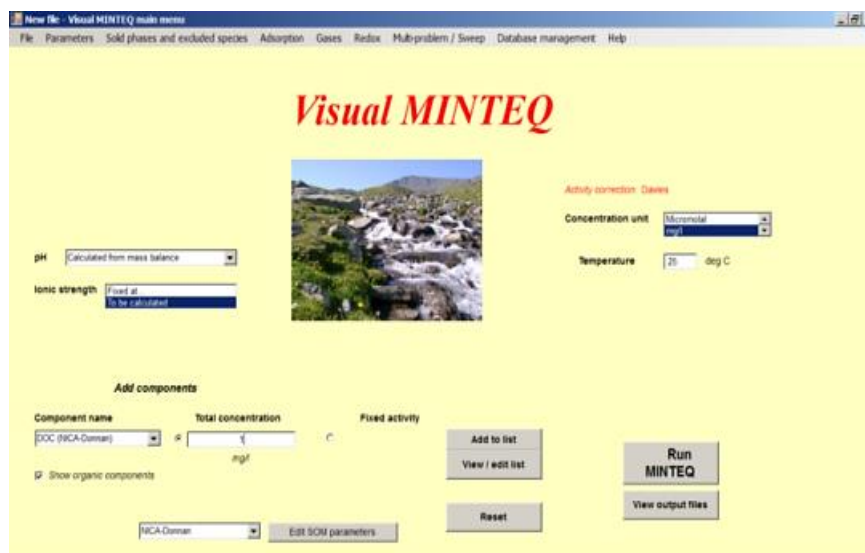 New file - Visual MINTEQ main menu
File Parameters Solid phases and excluded species Adsorption Gases Redox Multi-problem / Sweep Database management Help
Visual MINTEQ
Activity correction Davies
Concentration unit Micromolal
mg/l
pH Calculated from mass balance
Temperature 25 deg C
Ionic strength Fixed at...
To be calculated
Add components
Component name Total concentration Fixed activity
DOC (NICA-Donnan) 1
Add to list
mg/l
View / edit list
Run
MINTEQ
Show organic components
View output files
Reset
NICA-Donnan Edit SOM parameters